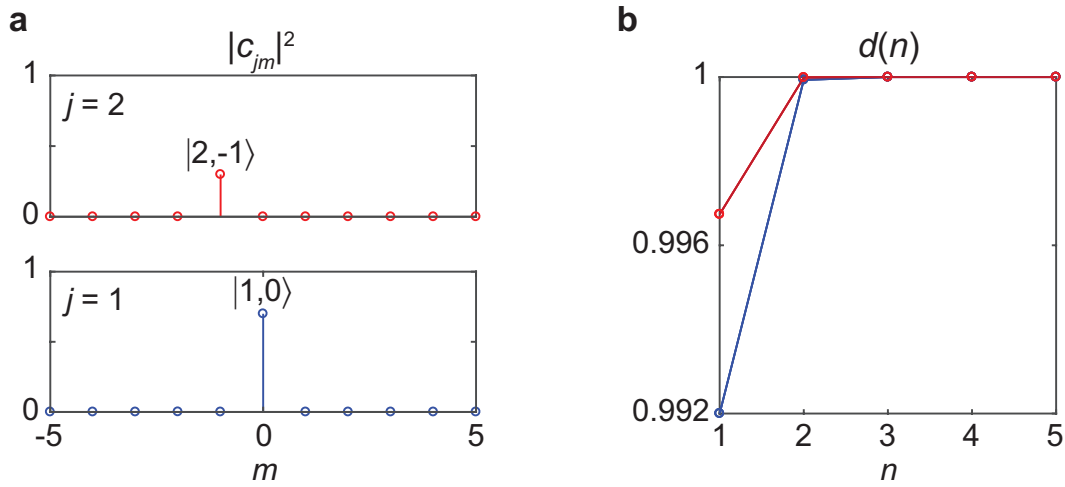 a
|c_jm|²
1
j = 2
|2,-1⟩
0
1
j = 1
|1,0⟩
0
-5 0 5
m
b
d(n)
1
0.996
0.992
1 2 3 4 5
n